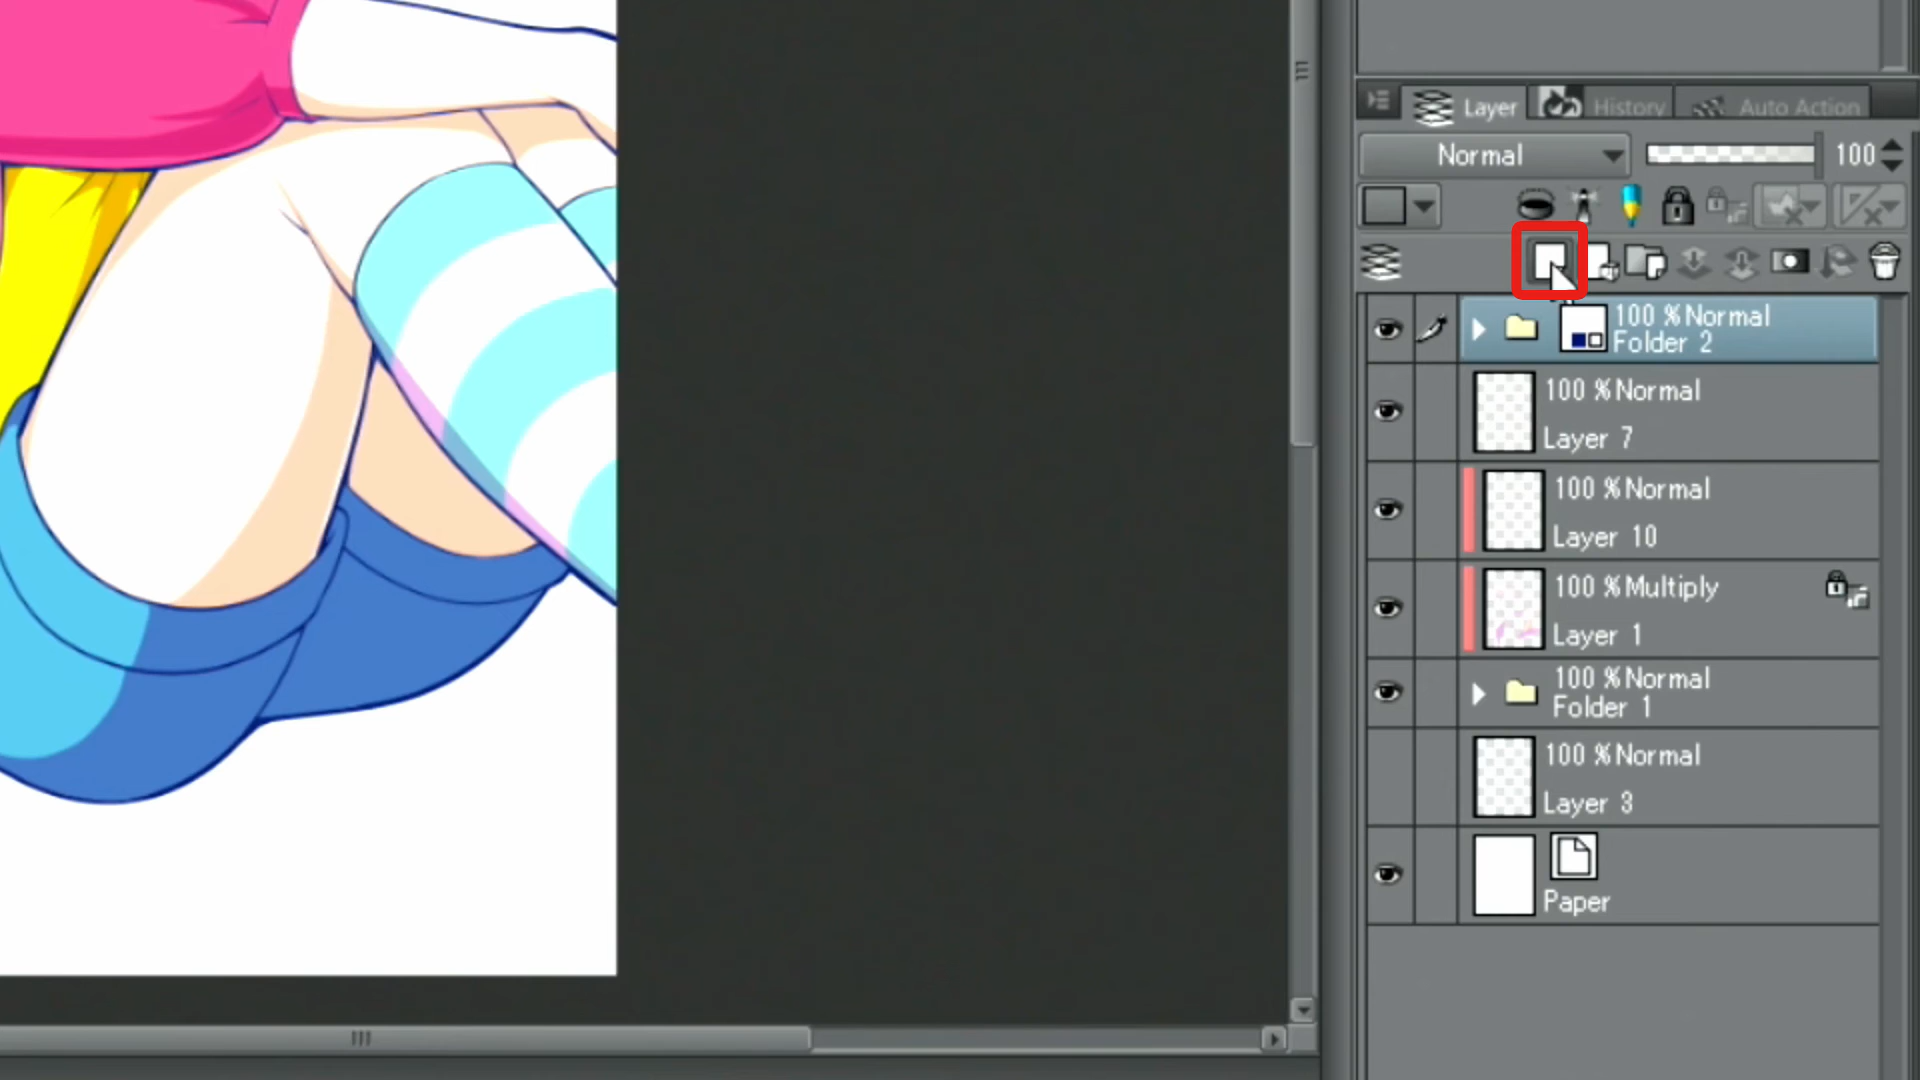 Layer
History
Auto Action
Normal
100
100 %Normal
Folder 2
100 %Normal
Layer 7
100 %Normal
Layer 10
100 %Multiply
Layer 1
100 %Normal
Folder 1
100 %Normal
Layer 3
Paper